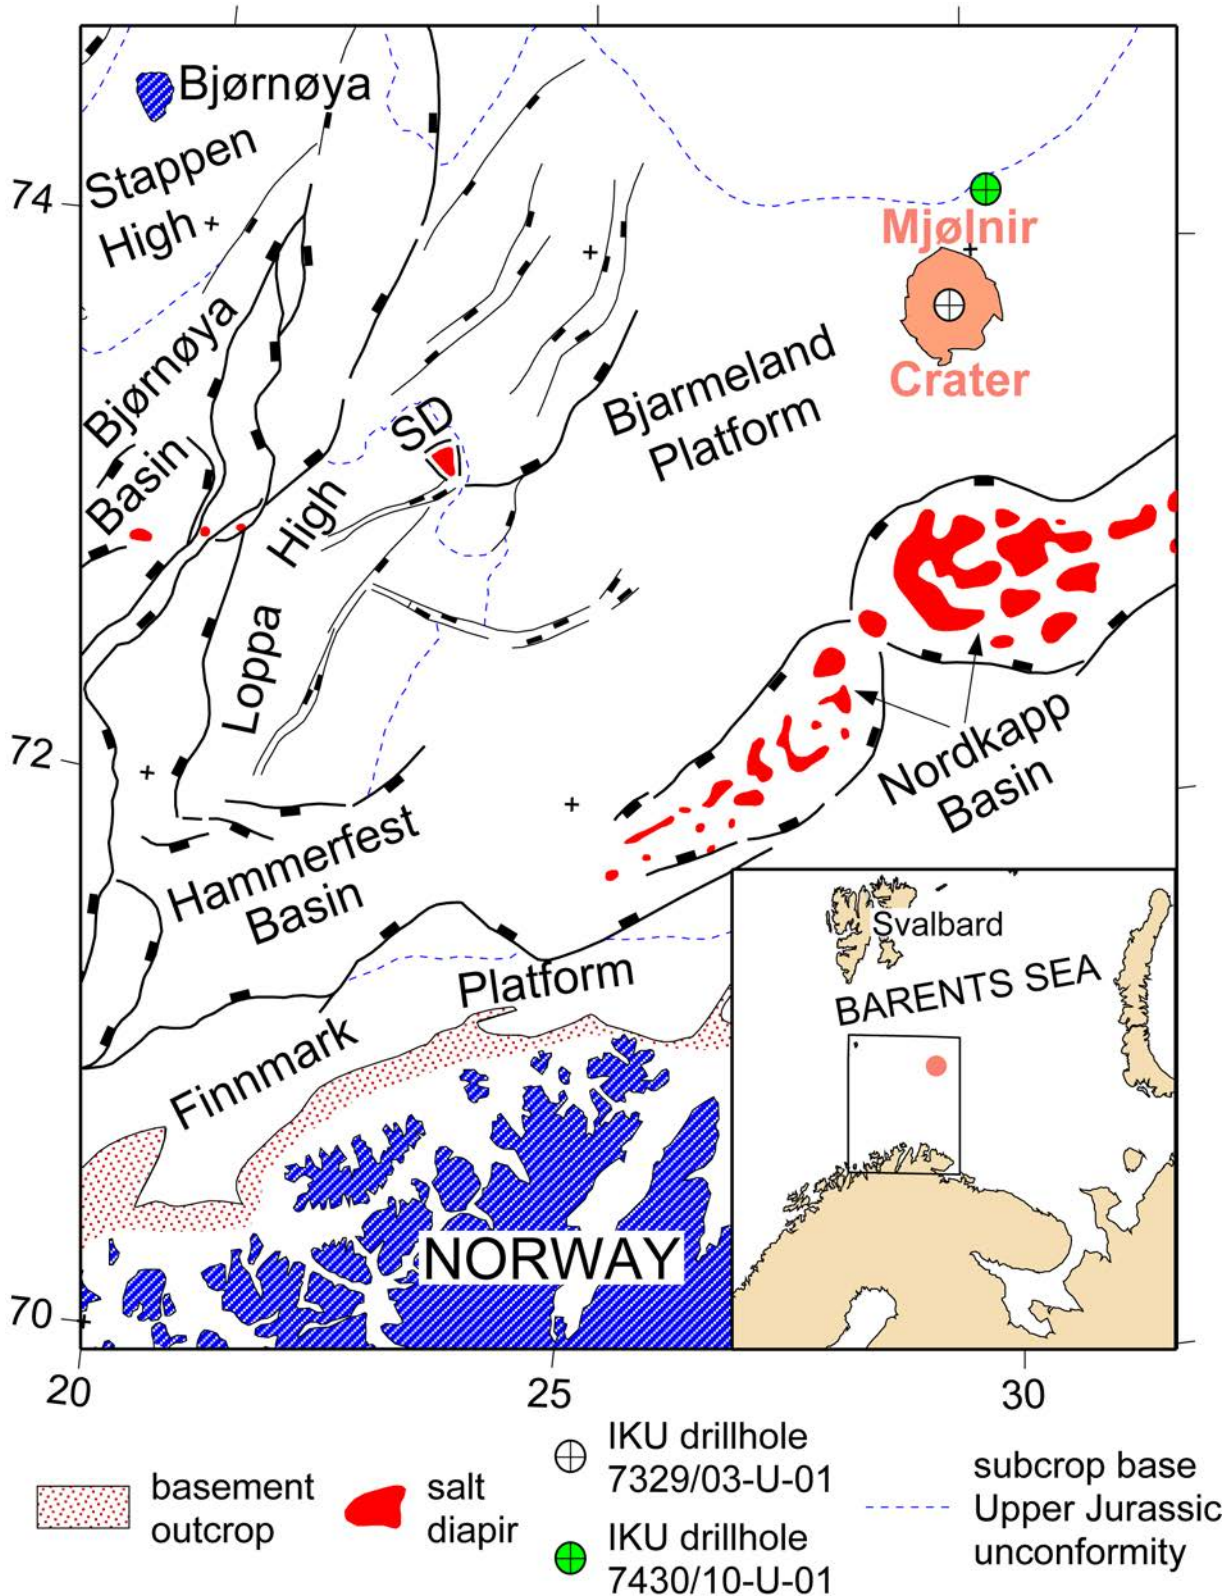 Bjørnøya
Stappen
High
74
Mjølnir
Crater
Bjørnøya
Basin
SD
Bjarmeland
Platform
Loppa High
72
Nordkapp
Basin
Hammerfest
Basin
Svalbard
BARENTS SEA
Finnmark Platform
NORWAY
70
20
25
30
basement
outcrop
salt
diapir
IKU drillhole
7329/03-U-01
IKU drillhole
7430/10-U-01
subcrop base
Upper Jurassic
unconformity